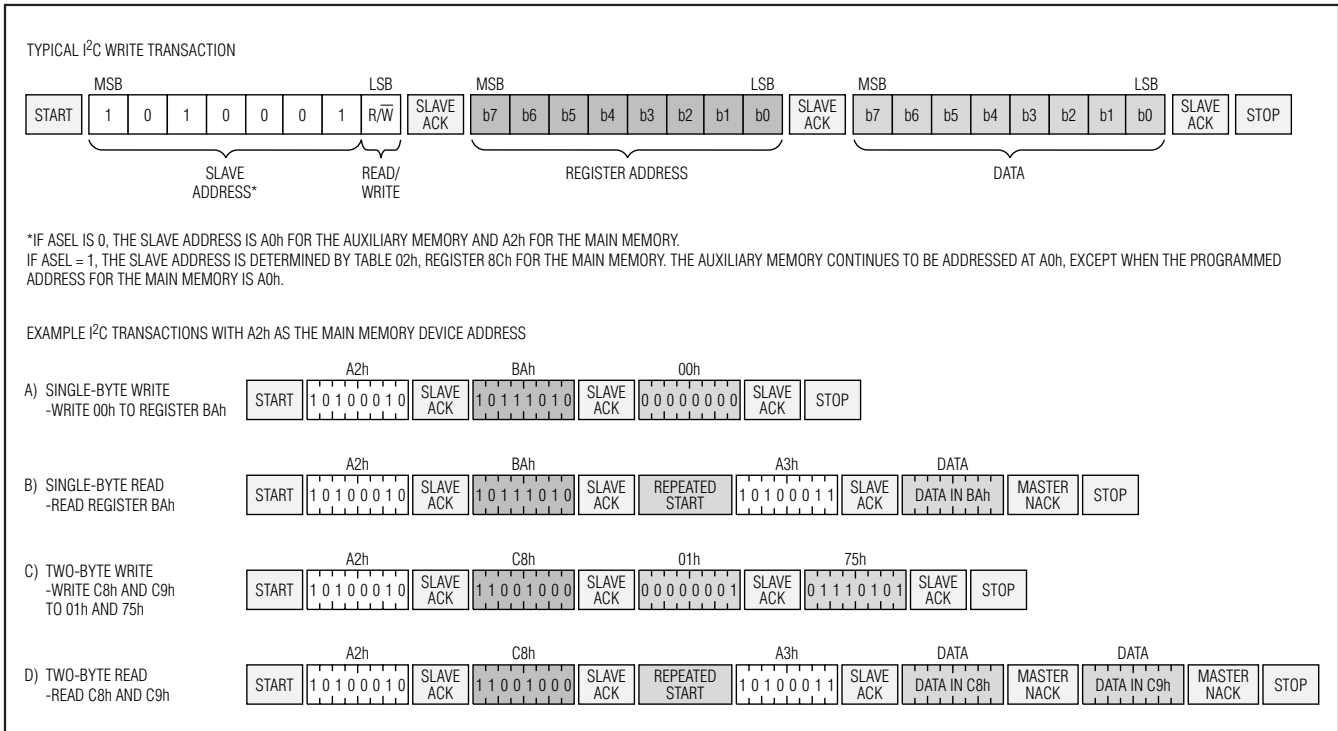 TYPICAL I2C WRITE TRANSACTION
MSB LSB MSB LSB MSB LSB
START 1 0 1 0 0 0 1 R/W̅ SLAVE ACK b7 b6 b5 b4 b3 b2 b1 b0 SLAVE ACK b7 b6 b5 b4 b3 b2 b1 b0 SLAVE ACK STOP
SLAVE ADDRESS* READ/WRITE REGISTER ADDRESS DATA
*IF ASEL IS 0, THE SLAVE ADDRESS IS A0h FOR THE AUXILIARY MEMORY AND A2h FOR THE MAIN MEMORY.
IF ASEL = 1, THE SLAVE ADDRESS IS DETERMINED BY TABLE 02h, REGISTER 8Ch FOR THE MAIN MEMORY. THE AUXILIARY MEMORY CONTINUES TO BE ADDRESSED AT A0h, EXCEPT WHEN THE PROGRAMMED
ADDRESS FOR THE MAIN MEMORY IS A0h.
EXAMPLE I2C TRANSACTIONS WITH A2h AS THE MAIN MEMORY DEVICE ADDRESS
A2h BAh 00h
A) SINGLE-BYTE WRITE
-WRITE 00h TO REGISTER BAh
START 10100010 SLAVE ACK 10111010 SLAVE ACK 00000000 SLAVE ACK STOP
A2h BAh A3h DATA
B) SINGLE-BYTE READ
-READ REGISTER BAh
START 10100010 SLAVE ACK 10111010 SLAVE ACK REPEATED START 10100011 SLAVE ACK DATA IN BAh MASTER NACK STOP
A2h C8h 01h 75h
C) TWO-BYTE WRITE
-WRITE C8h AND C9h
TO 01h AND 75h
START 10100010 SLAVE ACK 11001000 SLAVE ACK 00000001 SLAVE ACK 01110101 SLAVE ACK STOP
A2h C8h A3h DATA DATA
D) TWO-BYTE READ
-READ C8h AND C9h
START 10100010 SLAVE ACK 11001000 SLAVE ACK REPEATED START 10100011 SLAVE ACK DATA IN C8h MASTER NACK DATA IN C9h MASTER NACK STOP